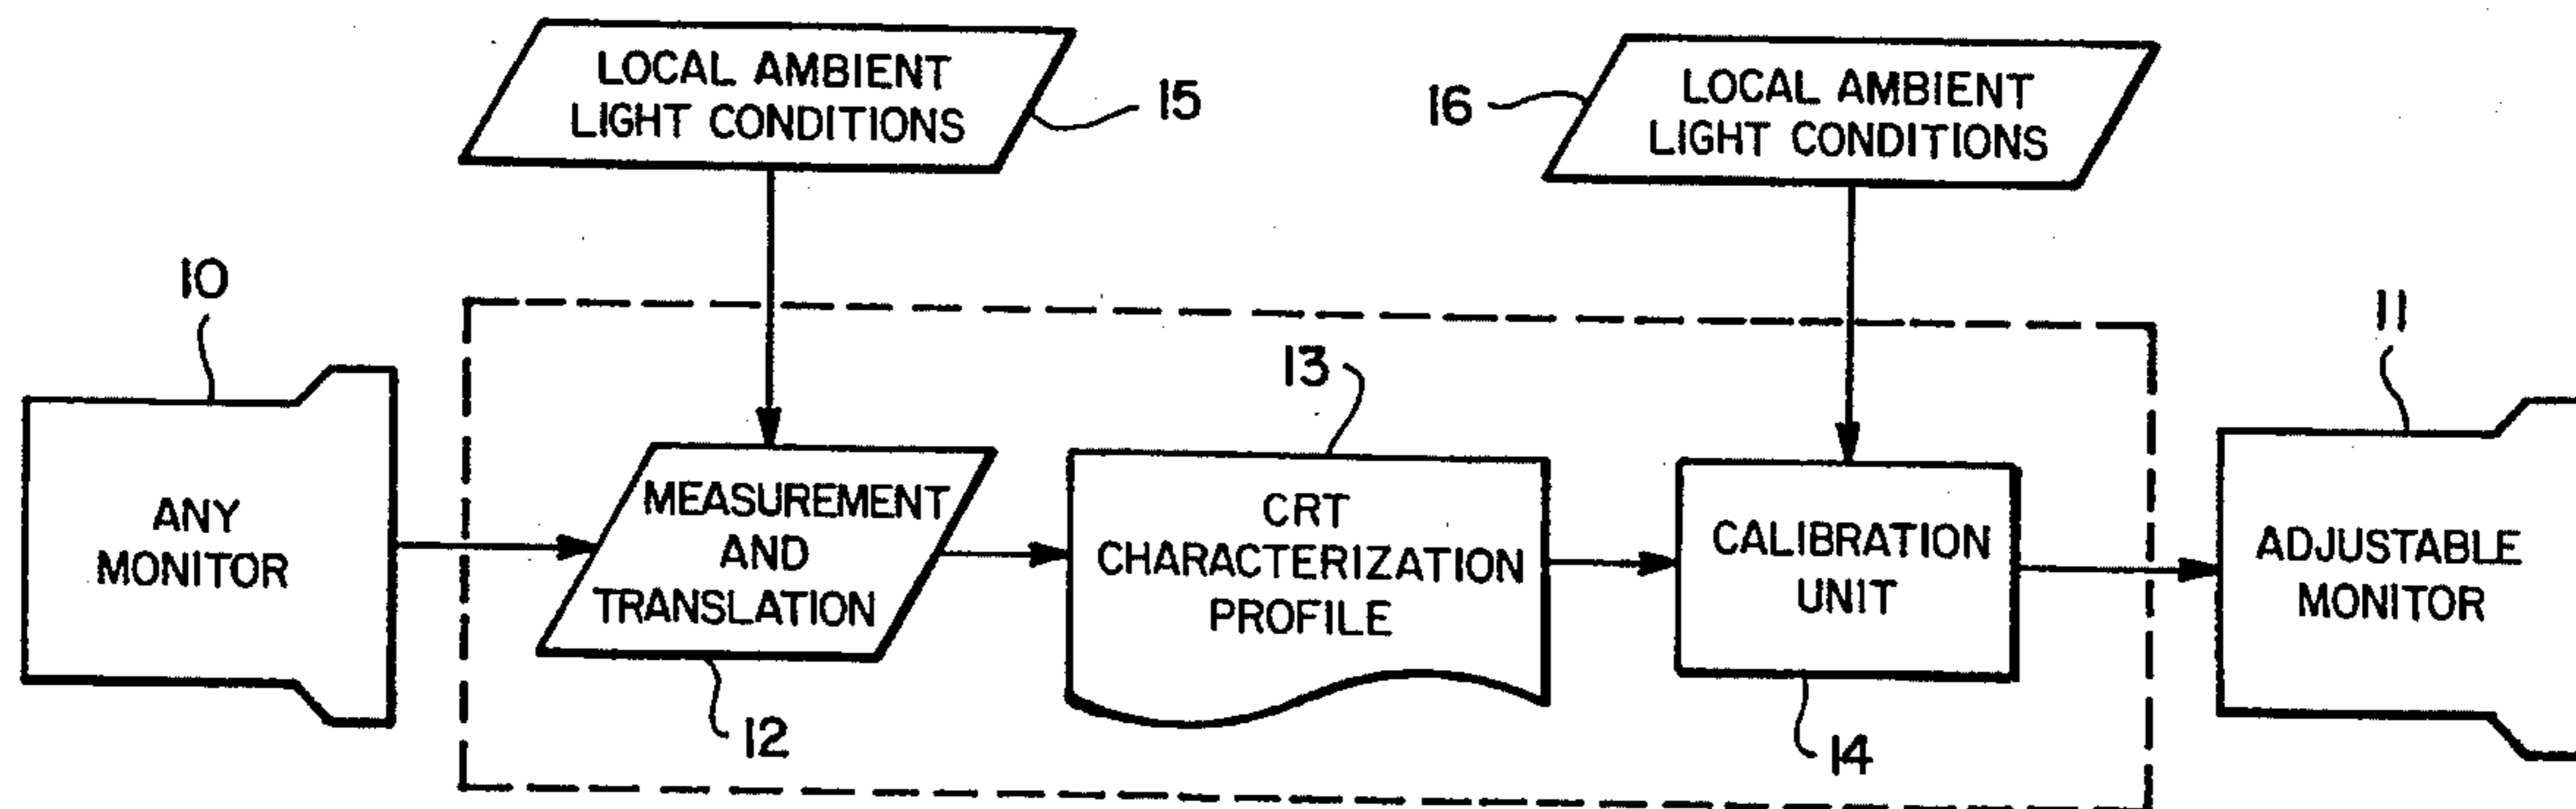 LOCAL AMBIENT
LIGHT CONDITIONS
15
16
LOCAL AMBIENT
LIGHT CONDITIONS
10
11
13
ANY
MONITOR
MEASUREMENT
AND
TRANSLATION
12
CRT
CHARACTERIZATION
PROFILE
CALIBRATION
UNIT
14
ADJUSTABLE
MONITOR